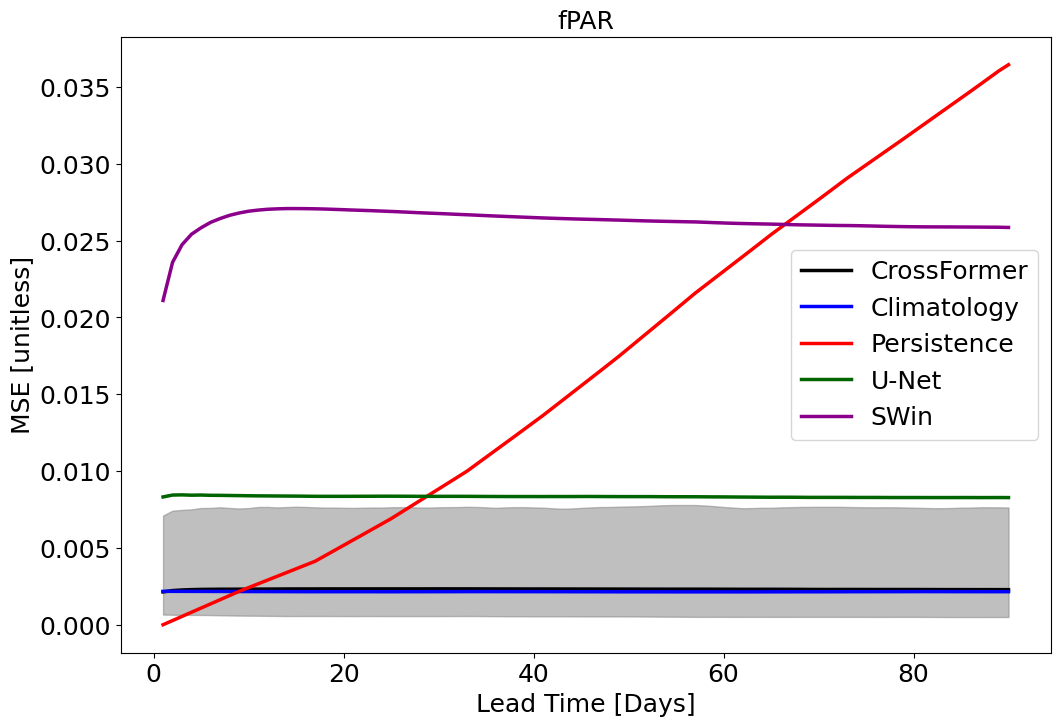 fPAR
MSE [unitless]
0.035
0.030
0.025
0.020
0.015
0.010
0.005
0.000
CrossFormer
Climatology
Persistence
U-Net
SWin
0 20 40 60 80
Lead Time [Days]